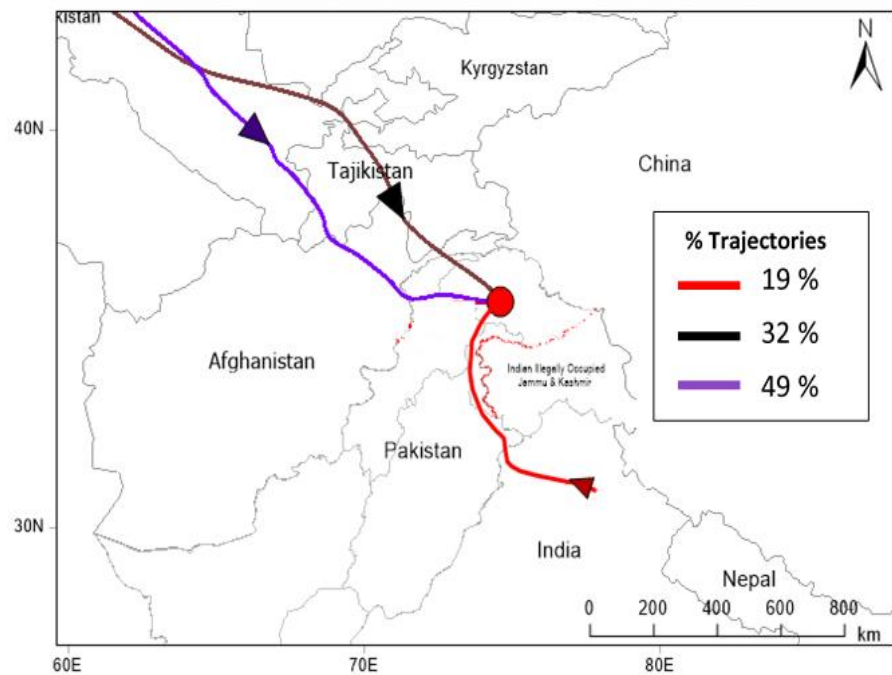 kistan
N
Kyrgyzstan
40N
Tajikistan
China
% Trajectories
19 %
32 %
49 %
Afghanistan
Indian Illegally Occupied
Jammu & Kashmir
Pakistan
30N
India
Nepal
0 200 400 600 800
km
60E 70E 80E